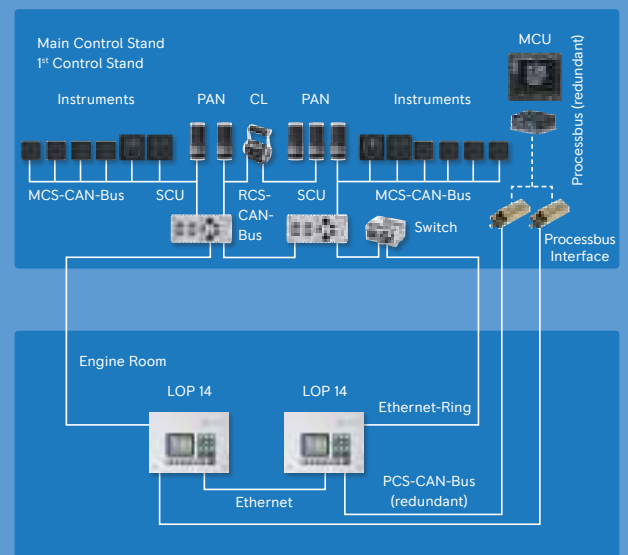 Main Control Stand
1st Control Stand
MCU
Processbus (redundant)
Instruments
PAN
CL
PAN
Instruments
MCS-CAN-Bus
SCU
RCS-
CAN-
Bus
SCU
MCS-CAN-Bus
Switch
Processbus
Interface
Engine Room
LOP 14
LOP 14
Ethernet-Ring
Ethernet
PCS-CAN-Bus
(redundant)